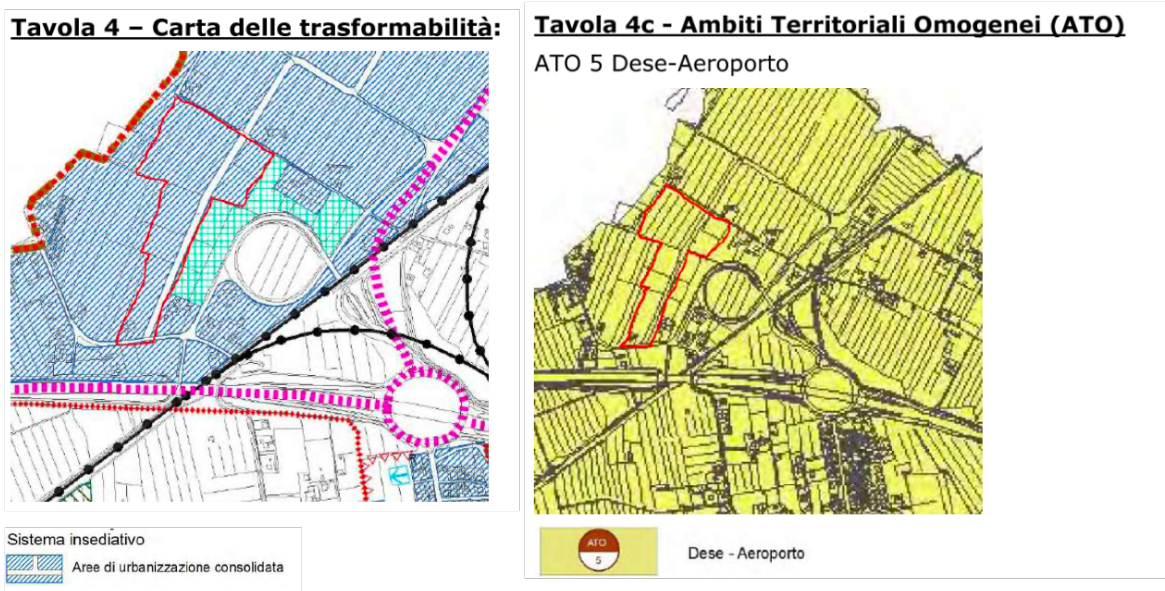 Tavola 4 – Carta delle trasformabilità:
Sistema insediativo
Aree di urbanizzazione consolidata
Tavola 4c - Ambiti Territoriali Omogenei (ATO)
ATO 5 Dese-Aeroporto
ATO
5
Dese - Aeroporto